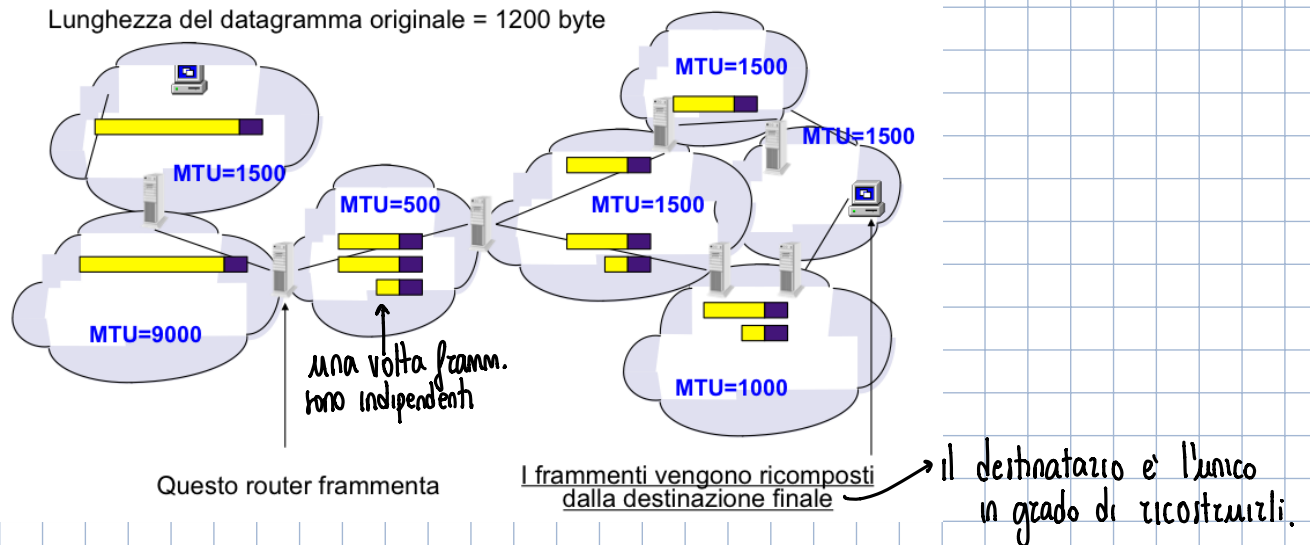 Lunghezza del datagramma originale = 1200 byte
MTU=1500
MTU=1500
MTU=1500
MTU=500
MTU=1500
MTU=9000
MTU=1000
una volta framm.
sono indipendenti
Questo router frammenta
I frammenti vengono ricomposti
dalla destinazione finale
il destinatario è l'unico
in grado di ricostruirli.